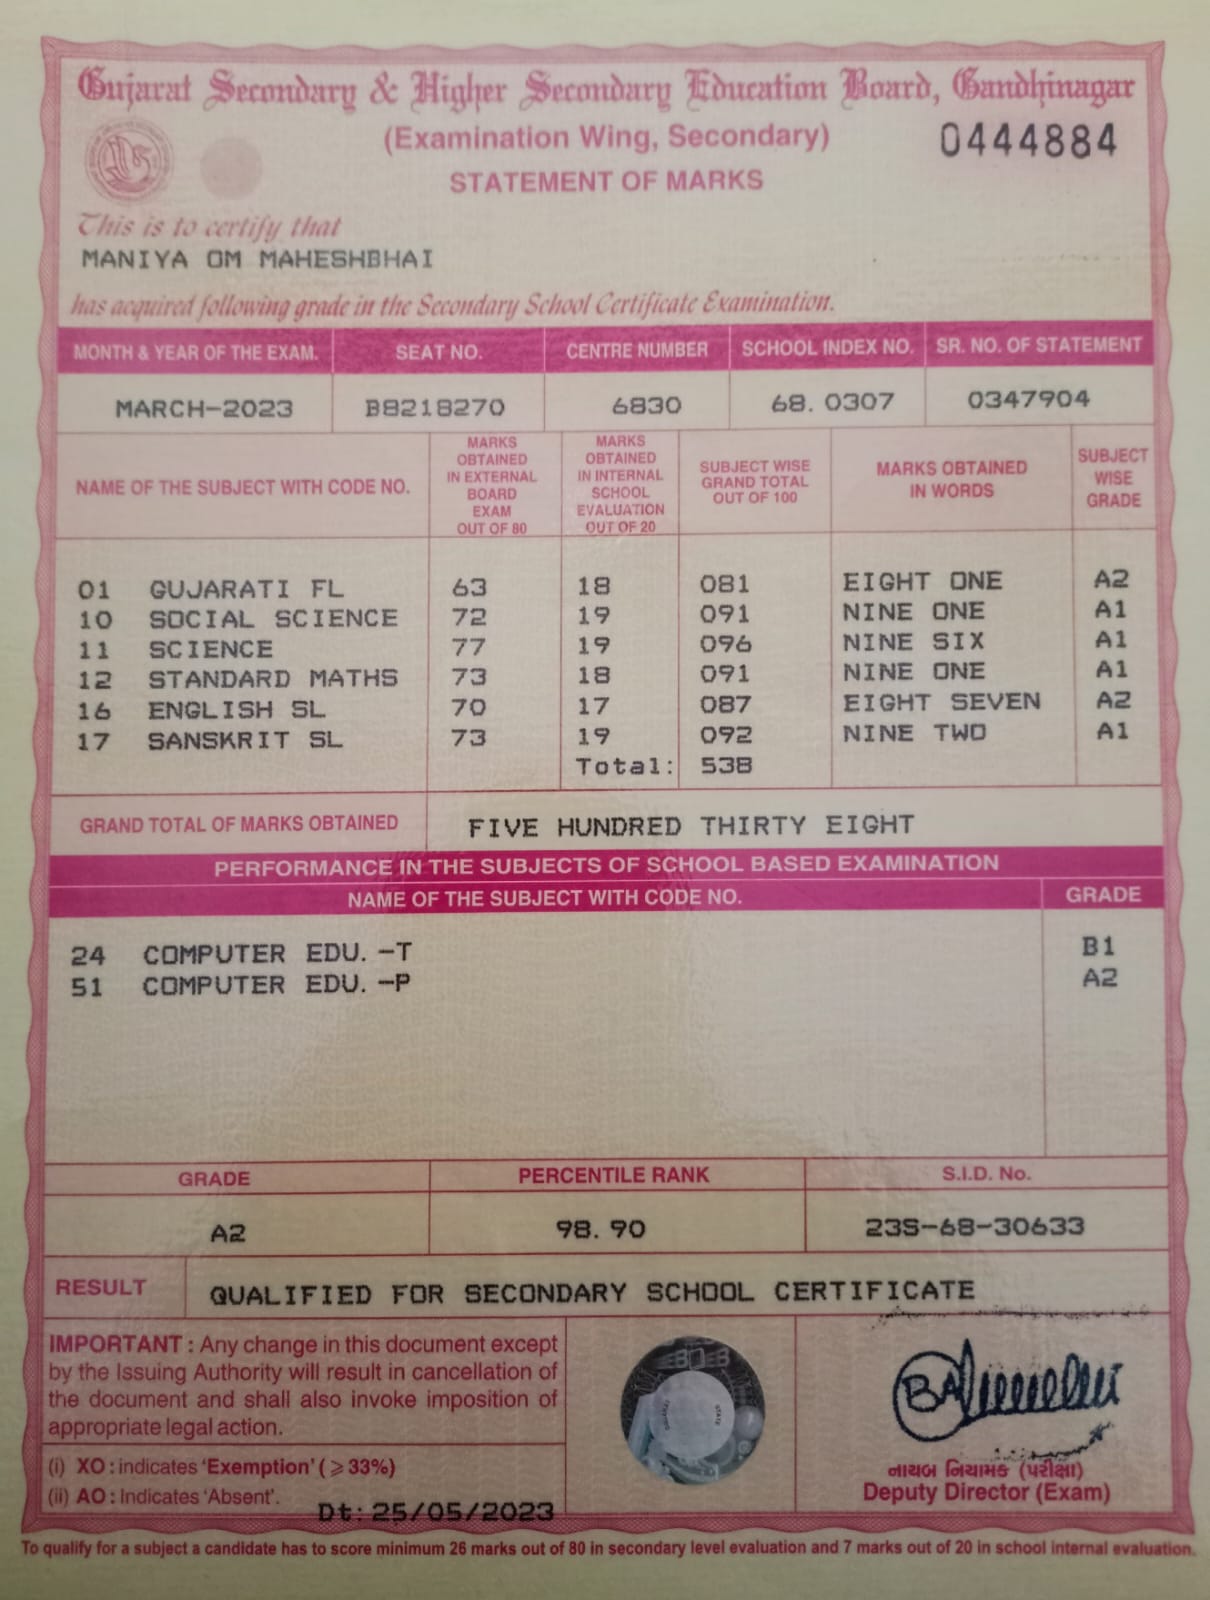 Gujarat Secondary & Higher Secondary Education Board, Gandhinagar
(Examination Wing, Secondary)
0444884
STATEMENT OF MARKS
This is to certify that
MANIYA OM MAHESHBHAI
has acquired following grade in the Secondary School Certificate Examination.
MONTH & YEAR OF THE EXAM. SEAT NO. CENTRE NUMBER SCHOOL INDEX NO. SR. NO. OF STATEMENT
MARCH-2023 B8218270 6830 68. 0307 0347904
NAME OF THE SUBJECT WITH CODE NO.
MARKS
OBTAINED
IN EXTERNAL
BOARD
EXAM
OUT OF 80
MARKS
OBTAINED
IN INTERNAL
SCHOOL
EVALUATION
OUT OF 20
SUBJECT WISE
GRAND TOTAL
OUT OF 100
MARKS OBTAINED
IN WORDS
SUBJECT
WISE
GRADE
01 GUJARATI FL 63 18 081 EIGHT ONE A2
10 SOCIAL SCIENCE 72 19 091 NINE ONE A1
11 SCIENCE 77 19 096 NINE SIX A1
12 STANDARD MATHS 73 18 091 NINE ONE A1
16 ENGLISH SL 70 17 087 EIGHT SEVEN A2
17 SANSKRIT SL 73 19 092 NINE TWO A1
Total: 538
GRAND TOTAL OF MARKS OBTAINED FIVE HUNDRED THIRTY EIGHT
PERFORMANCE IN THE SUBJECTS OF SCHOOL BASED EXAMINATION
NAME OF THE SUBJECT WITH CODE NO. GRADE
24 COMPUTER EDU. -T B1
51 COMPUTER EDU. -P A2
GRADE PERCENTILE RANK S.I.D. No.
A2 98. 90 23S-68-30633
RESULT QUALIFIED FOR SECONDARY SCHOOL CERTIFICATE
IMPORTANT : Any change in this document except
by the Issuing Authority will result in cancellation of
the document and shall also invoke imposition of
appropriate legal action.
(i) XO : indicates 'Exemption' (⩾33%)
(ii) AO : Indicates 'Absent'.
Dt: 25/05/2023
નાયબ નિયામક (પરીક્ષા)
Deputy Director (Exam)
To qualify for a subject a candidate has to score minimum 26 marks out of 80 in secondary level evaluation and 7 marks out of 20 in school internal evaluation.